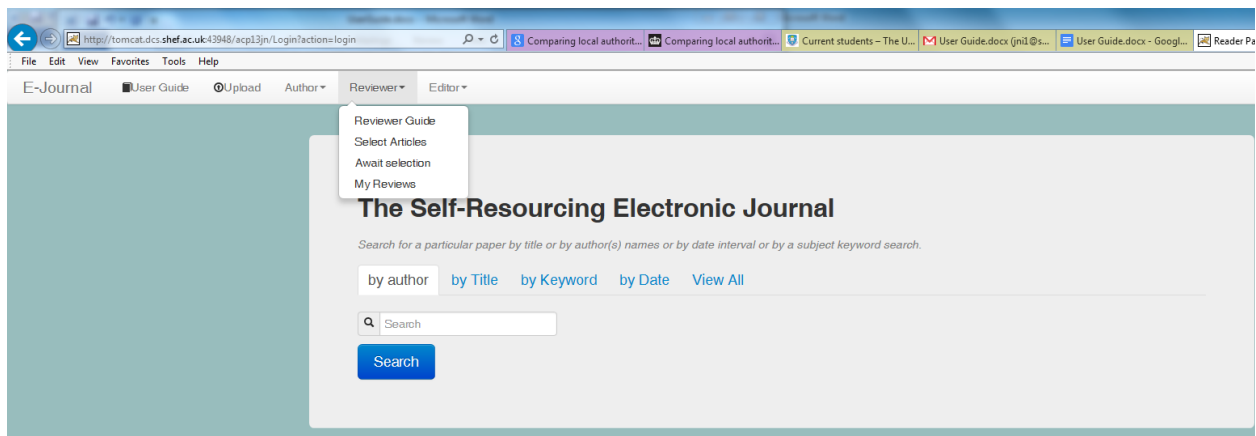 http://tomcat.dcs.shef.ac.uk:43948/acp13jn/Login?action=login
Comparing local authorit...
Comparing local authorit...
Current students – The U...
User Guide.docx (jni1@s...
User Guide.docx - Googl...
Reader Pa
File Edit View Favorites Tools Help
E-Journal User Guide Upload Author Reviewer Editor
Reviewer Guide
Select Articles
Await selection
My Reviews
The Self-Resourcing Electronic Journal
Search for a particular paper by title or by author(s) names or by date interval or by a subject keyword search.
by author by Title by Keyword by Date View All
Search
Search